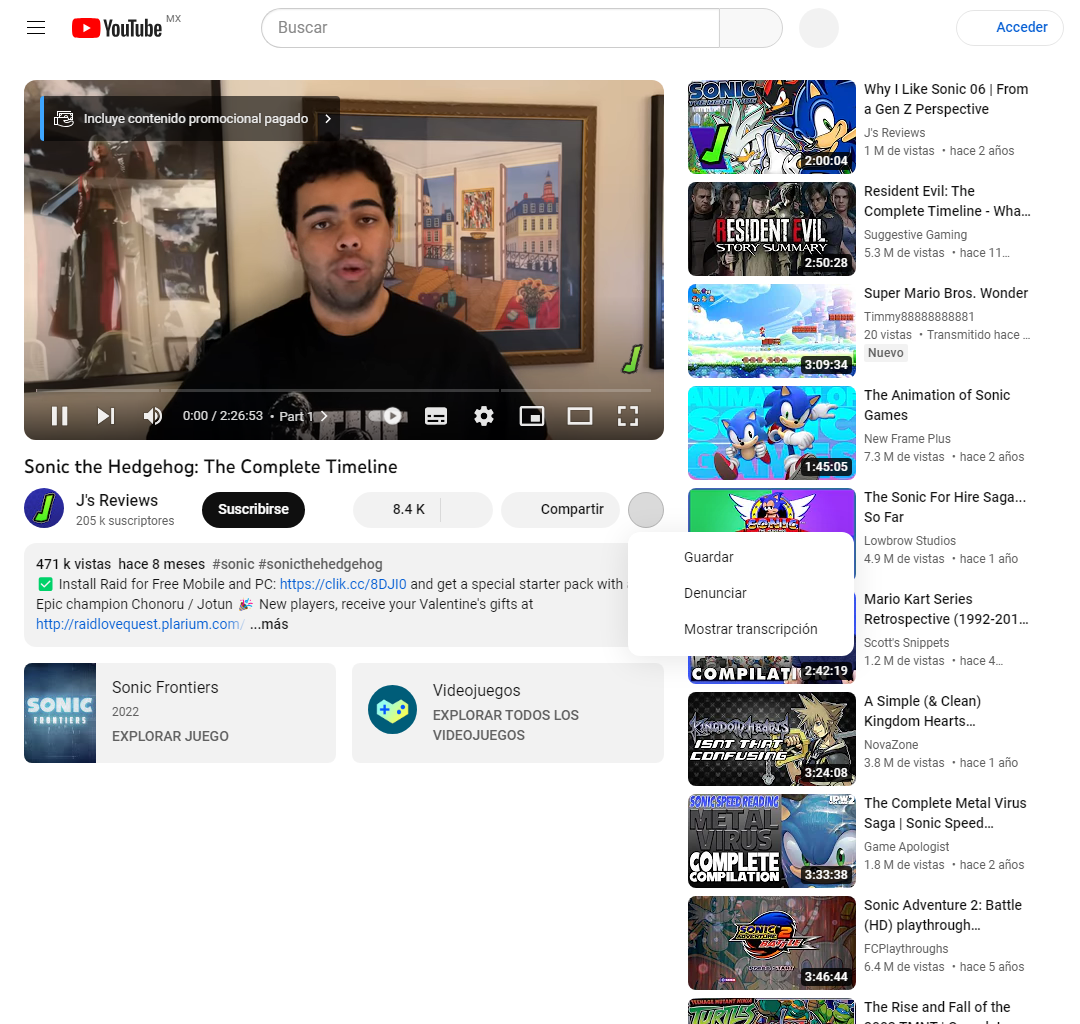 YouTube
MX
Buscar
Acceder
Incluye contenido promocional pagado
0:00 / 2:26:53 • Part 1
Sonic the Hedgehog: The Complete Timeline
J's Reviews
205 k suscriptores
Suscribirse
8.4 K
Compartir
471 k vistas hace 8 meses #sonic #sonicthehedgehog
✅ Install Raid for Free Mobile and PC: https://clik.cc/8DJI0 and get a special starter pack with
Epic champion Chonoru / Jotun 🎉 New players, receive your Valentine's gifts at
http://raidlovequest.plarium.com/ ...más
Guardar
Denunciar
Mostrar transcripción
SONIC
FRONTIERS
Sonic Frontiers
2022
EXPLORAR JUEGO
Videojuegos
EXPLORAR TODOS LOS
VIDEOJUEGOS
SONIC
2:00:04
Why I Like Sonic 06 | From
a Gen Z Perspective
J's Reviews
1 M de vistas • hace 2 años
RESIDENT EVIL
STORY SUMMARY
2:50:28
Resident Evil: The
Complete Timeline - Wha...
Suggestive Gaming
5.3 M de vistas • hace 11...
3:09:34
Super Mario Bros. Wonder
Timmy88888888881
20 vistas • Transmitido hace ...
Nuevo
1:45:05
The Animation of Sonic
Games
New Frame Plus
7.3 M de vistas • hace 2 años
SONIC
The Sonic For Hire Saga...
So Far
Lowbrow Studios
4.9 M de vistas • hace 1 año
COMPILATI
2:42:19
Mario Kart Series
Retrospective (1992-201...
Scott's Snippets
1.2 M de vistas • hace 4...
KINGDOM HEARTS
ISNT THAT
CONFUSING
3:24:08
A Simple (& Clean)
Kingdom Hearts...
NovaZone
3.8 M de vistas • hace 1 año
SONIC SPEED READING
METAL
VIRUS
COMPLETE
COMPILATION
3:33:38
The Complete Metal Virus
Saga | Sonic Speed...
Game Apologist
1.8 M de vistas • hace 2 años
SONIC
ADVENTURE 2
BATTLE
3:46:44
Sonic Adventure 2: Battle
(HD) playthrough...
FCPlaythroughs
6.4 M de vistas • hace 5 años
TEENAGE MUTANT NINJA
TURTLES
The Rise and Fall of the